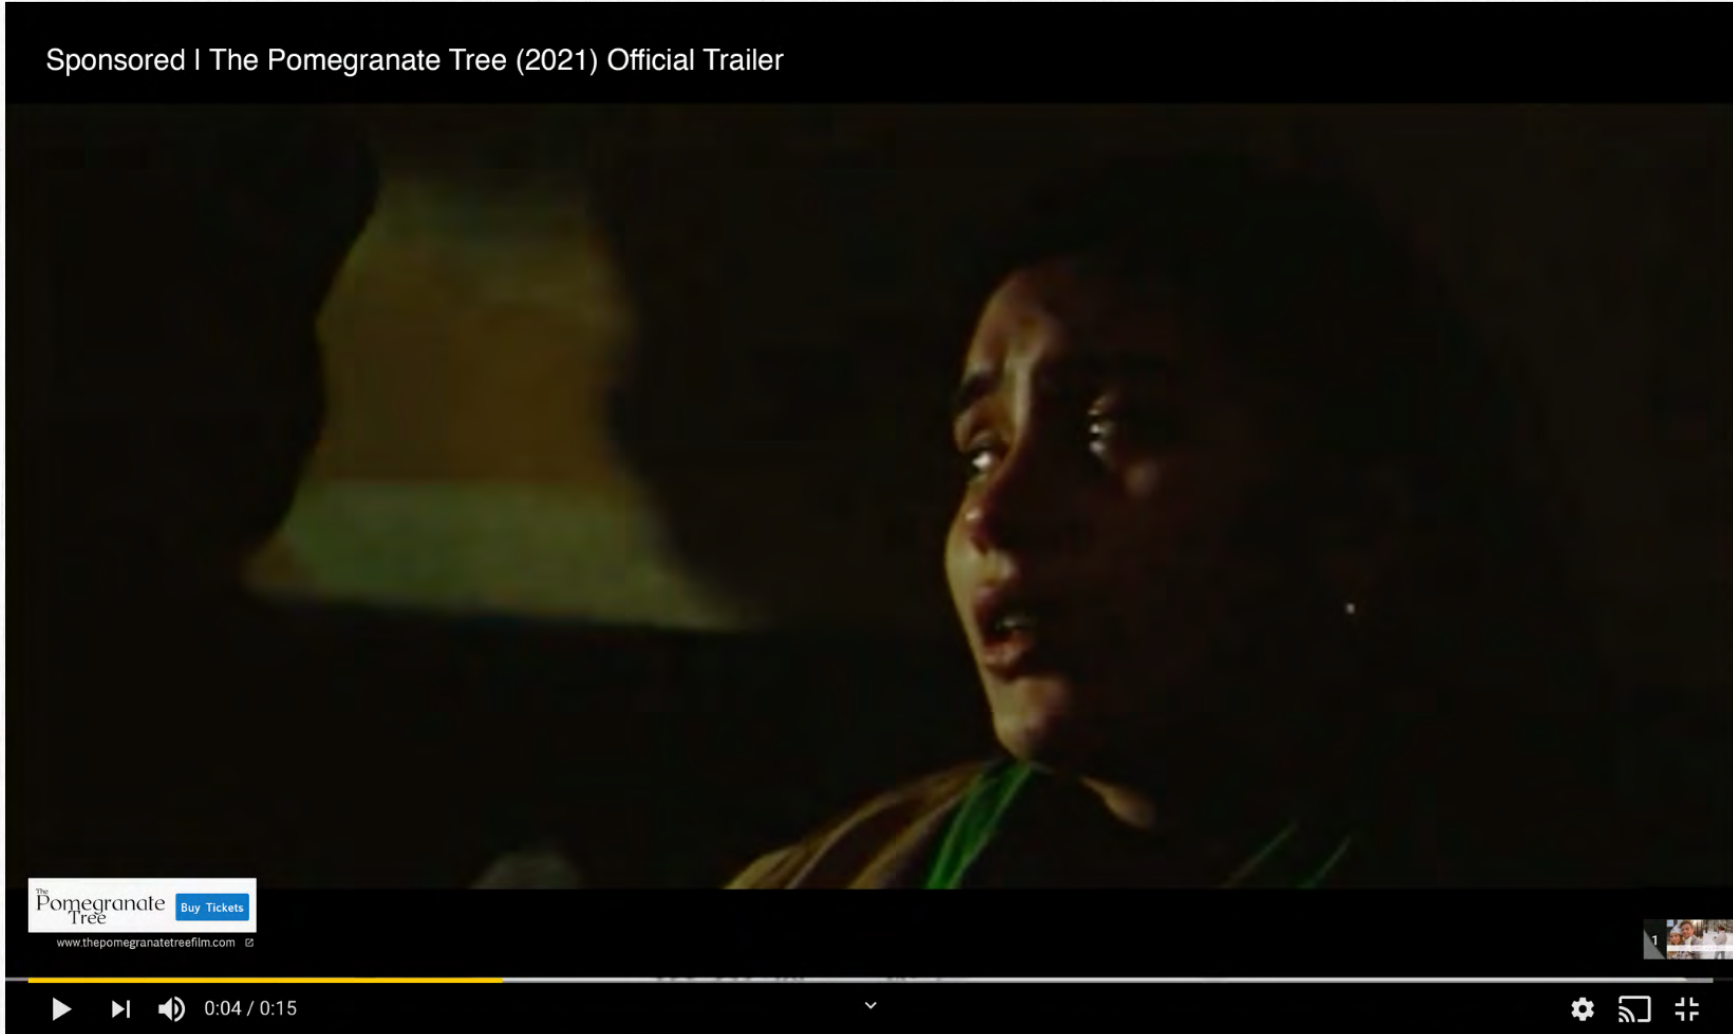 Sponsored | The Pomegranate Tree (2021) Official Trailer
The
Pomegranate
Tree
Buy Tickets
www.thepomegranatetreefilm.com
1
0:04 / 0:15